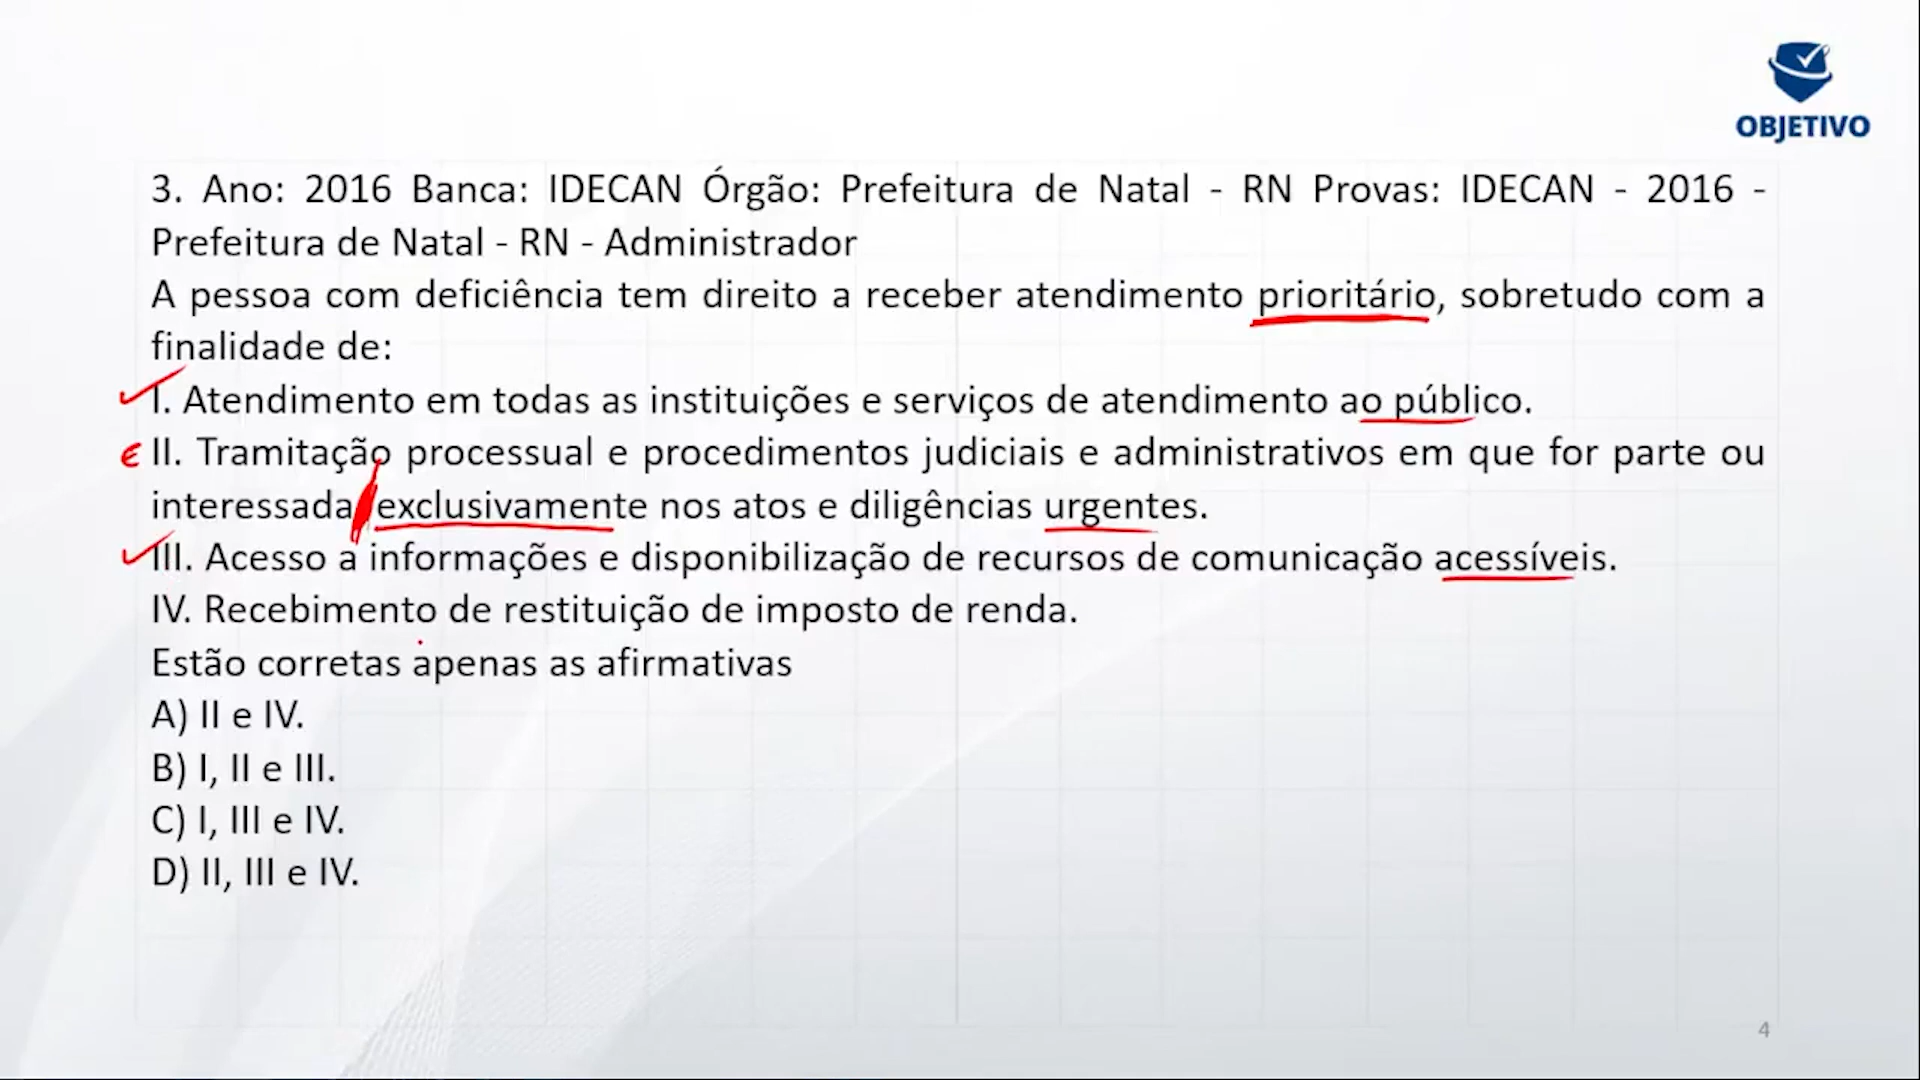 OBJETIVO
3. Ano: 2016 Banca: IDECAN Órgão: Prefeitura de Natal - RN Provas: IDECAN - 2016 -
Prefeitura de Natal - RN - Administrador
A pessoa com deficiência tem direito a receber atendimento prioritário, sobretudo com a
finalidade de:
I. Atendimento em todas as instituições e serviços de atendimento ao público.
E II. Tramitação processual e procedimentos judiciais e administrativos em que for parte ou
interessada exclusivamente nos atos e diligências urgentes.
III. Acesso a informações e disponibilização de recursos de comunicação acessíveis.
IV. Recebimento de restituição de imposto de renda.
Estão corretas apenas as afirmativas
A) II e IV.
B) I, II e III.
C) I, III e IV.
D) II, III e IV.
4